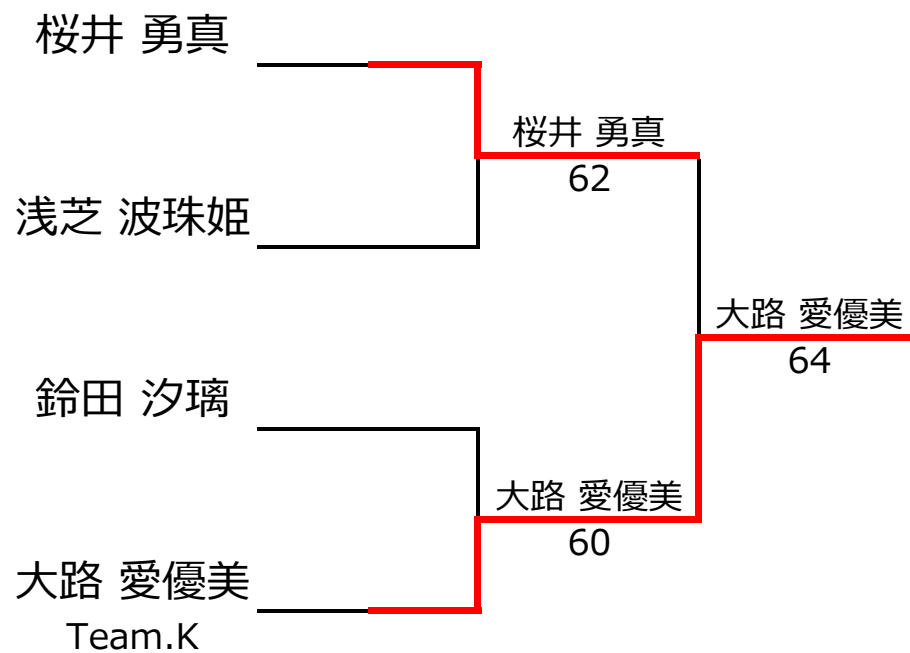 桜井 勇真
桜井 勇真
62
浅芝 波珠姫
大路 愛優美
64
鈴田 汐璃
大路 愛優美
60
大路 愛優美
Team.K